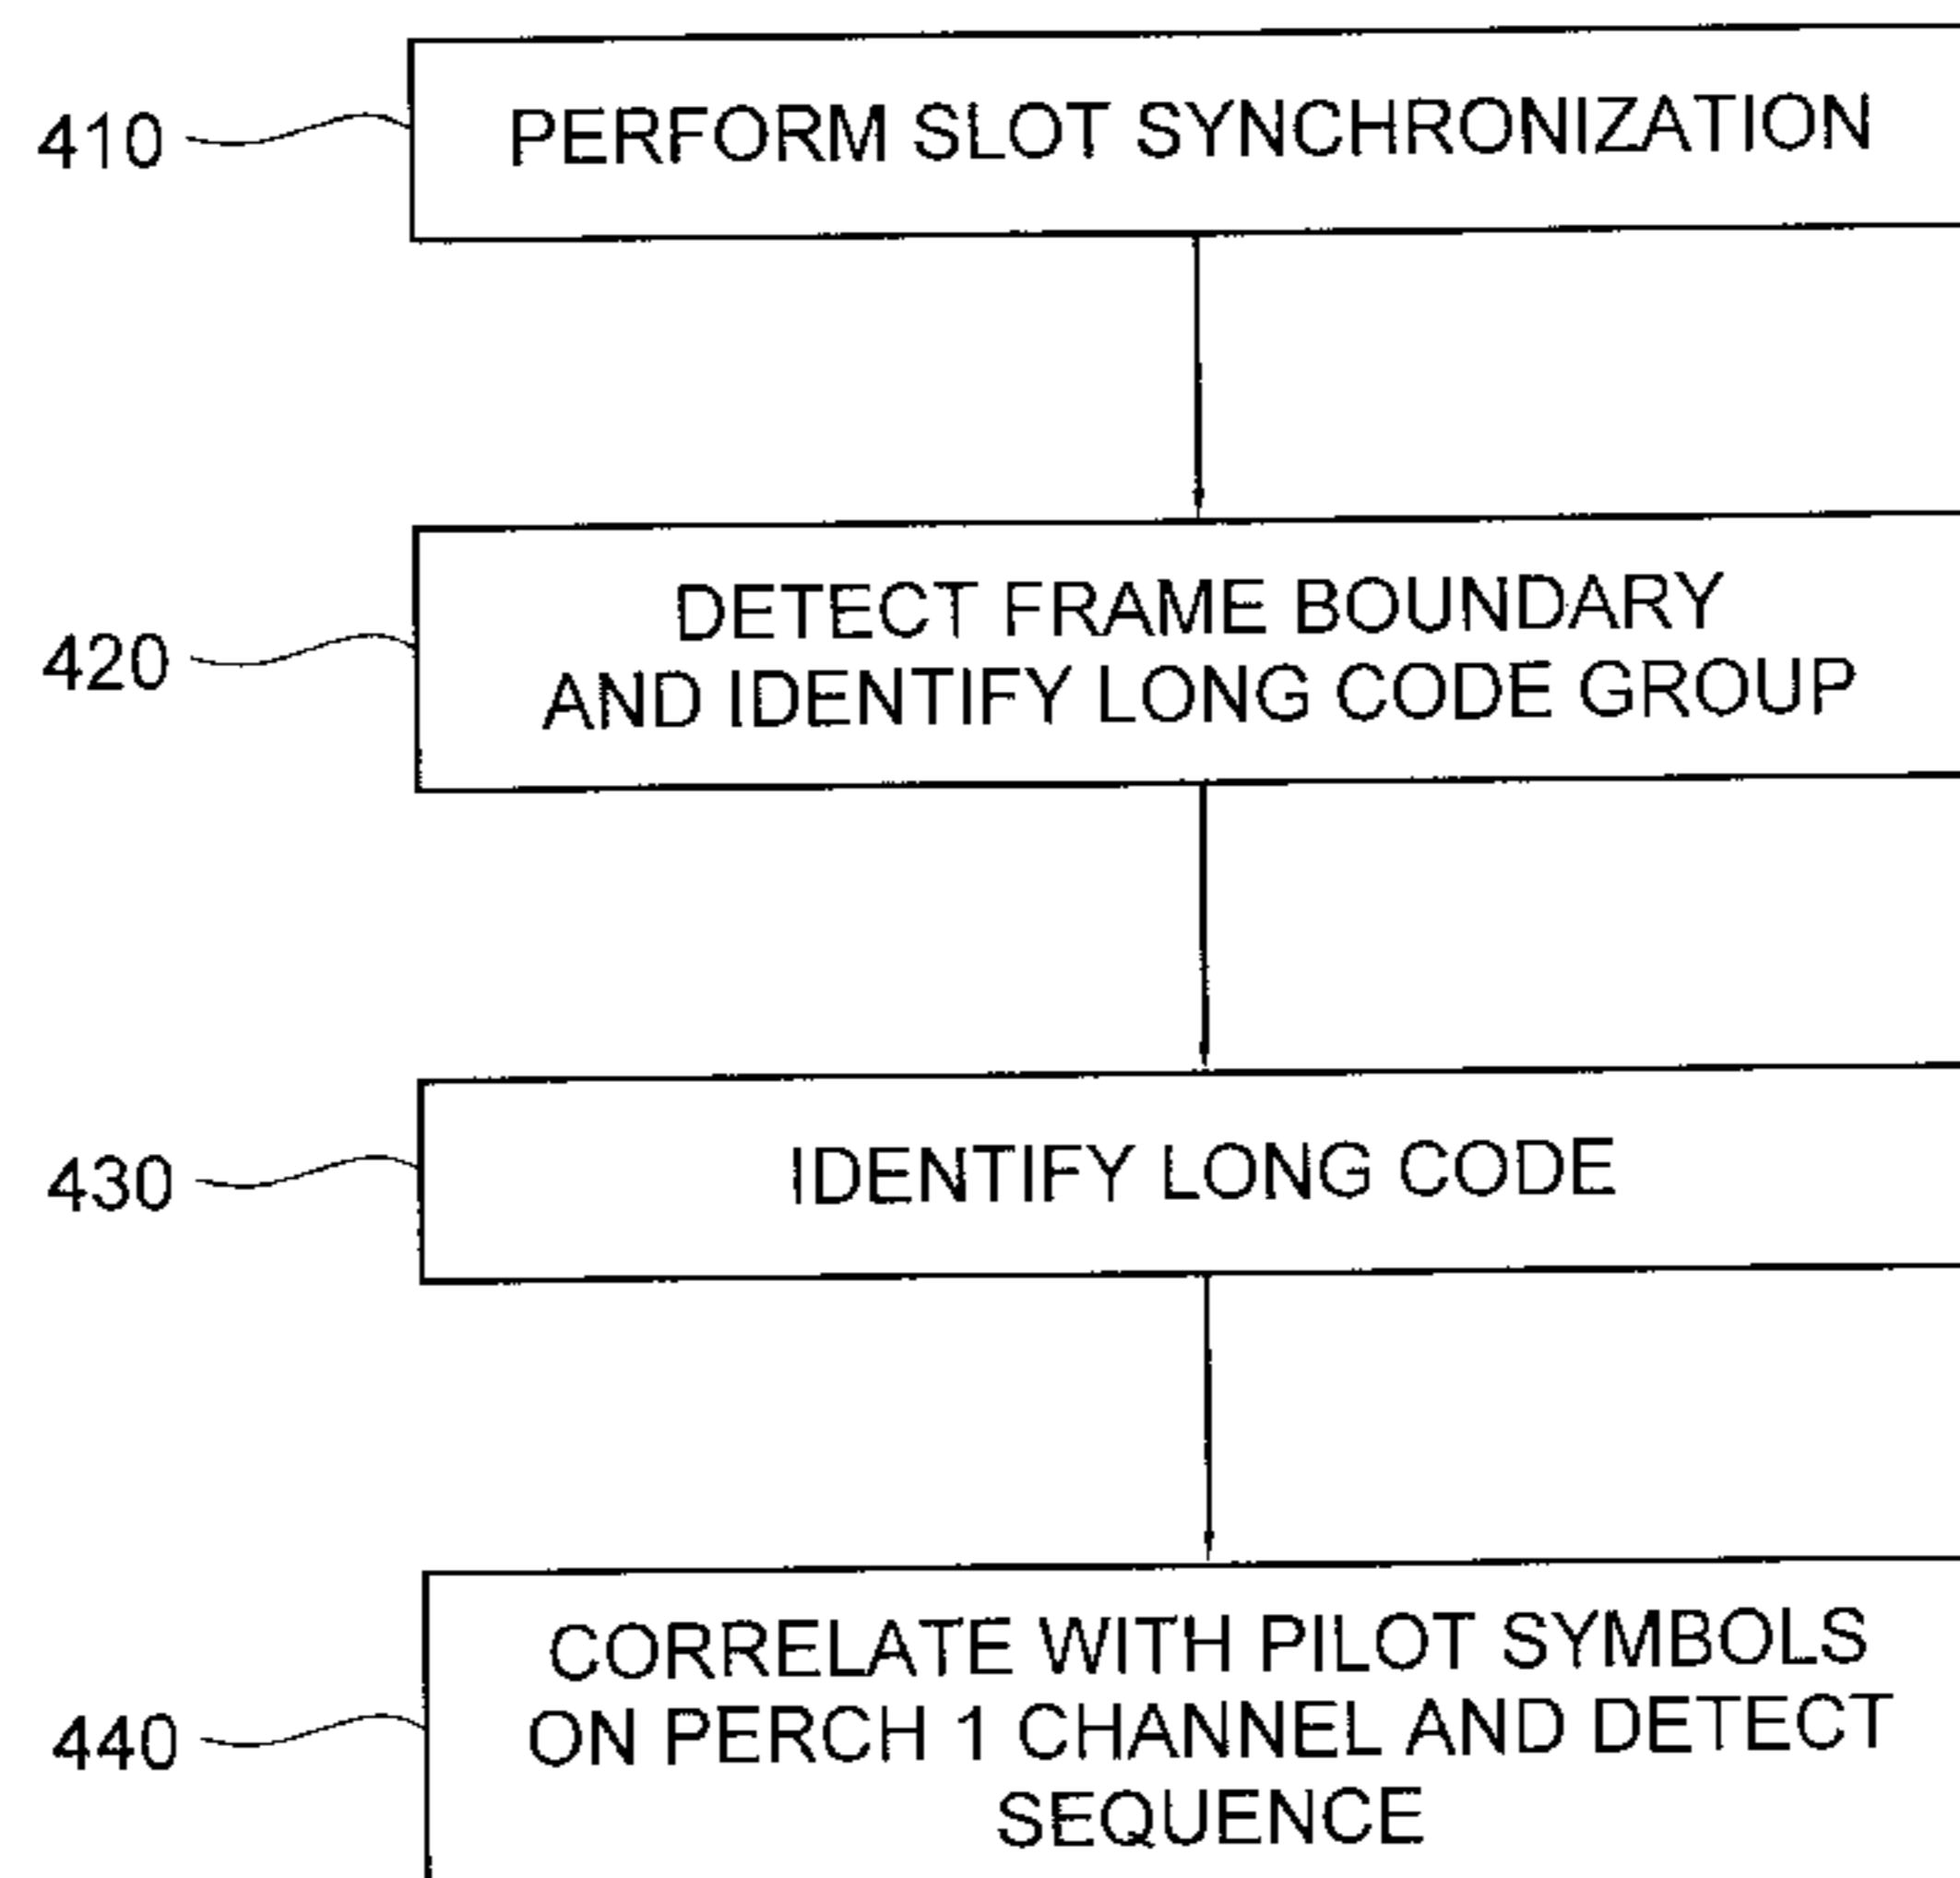 410
PERFORM SLOT SYNCHRONIZATION
420
DETECT FRAME BOUNDARY
AND IDENTIFY LONG CODE GROUP
430
IDENTIFY LONG CODE
440
CORRELATE WITH PILOT SYMBOLS
ON PERCH 1 CHANNEL AND DETECT
SEQUENCE